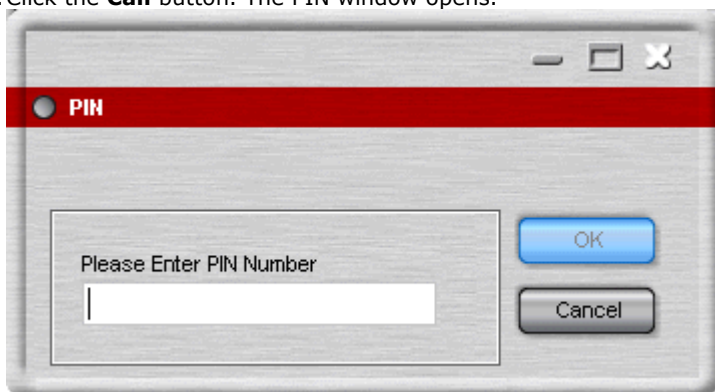 Click the Call button. The PIN window opens.
PIN
Please Enter PIN Number
OK
Cancel